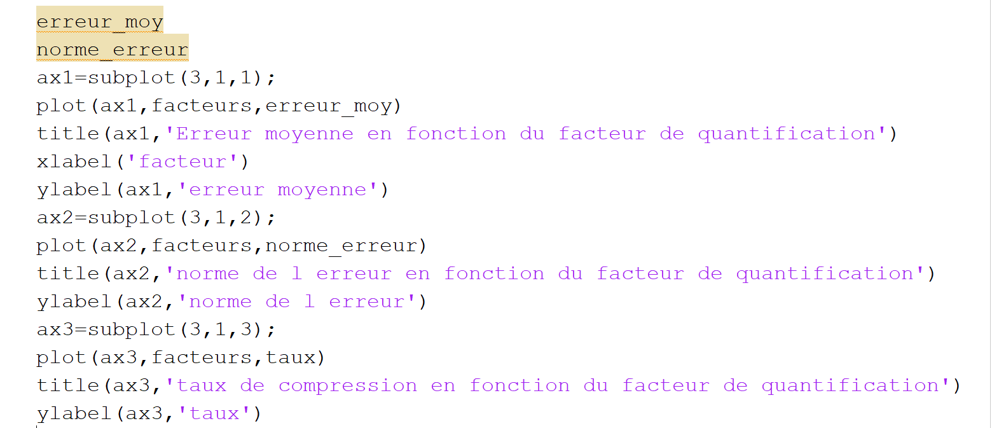 erreur_moy
norme_erreur
ax1=subplot(3,1,1);
plot(ax1,facteurs,erreur_moy)
title(ax1,'Erreur moyenne en fonction du facteur de quantification')
xlabel('facteur')
ylabel(ax1,'erreur moyenne')
ax2=subplot(3,1,2);
plot(ax2,facteurs,norme_erreur)
title(ax2,'norme de l erreur en fonction du facteur de quantification')
ylabel(ax2,'norme de l erreur')
ax3=subplot(3,1,3);
plot(ax3,facteurs,taux)
title(ax3,'taux de compression en fonction du facteur de quantification')
ylabel(ax3,'taux')